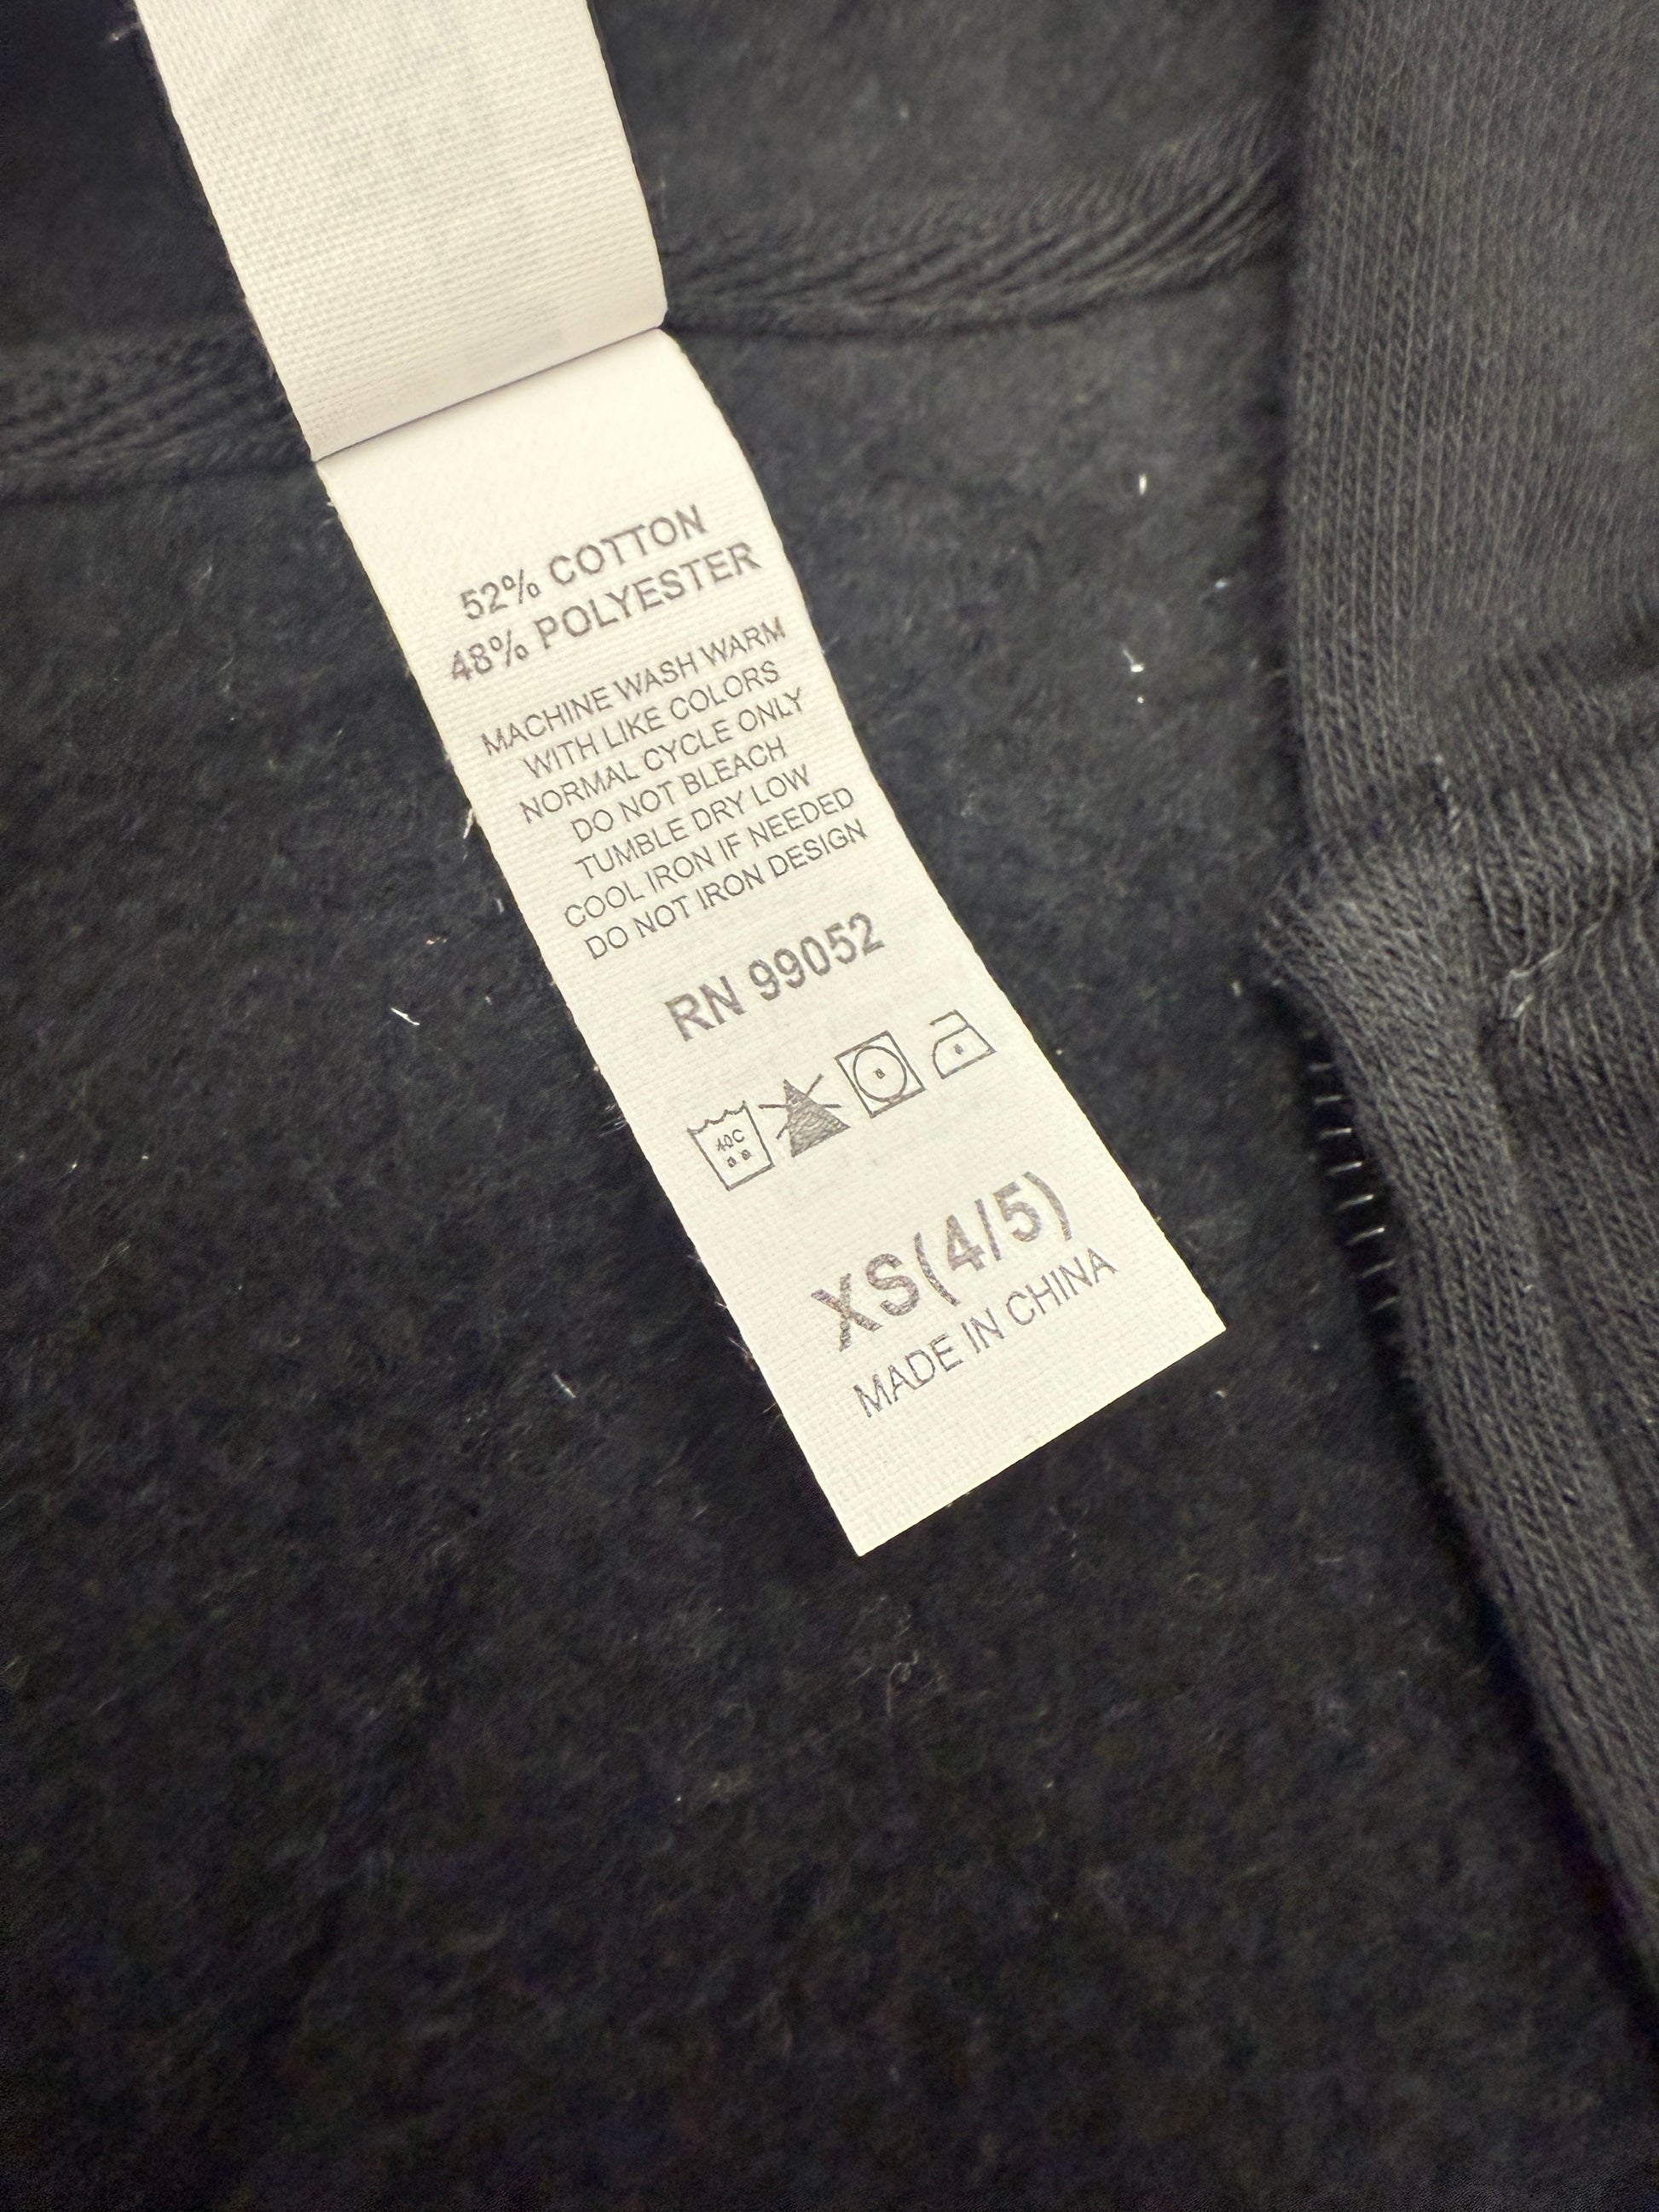 52% COTTON
48% POLYESTER
MACHINE WASH WARM
WITH LIKE COLORS
NORMAL CYCLE ONLY
DO NOT BLEACH
TUMBLE DRY LOW
COOL IRON IF NEEDED
DO NOT IRON DESIGN
RN 99052
40C
XS(4/5)
MADE IN CHINA